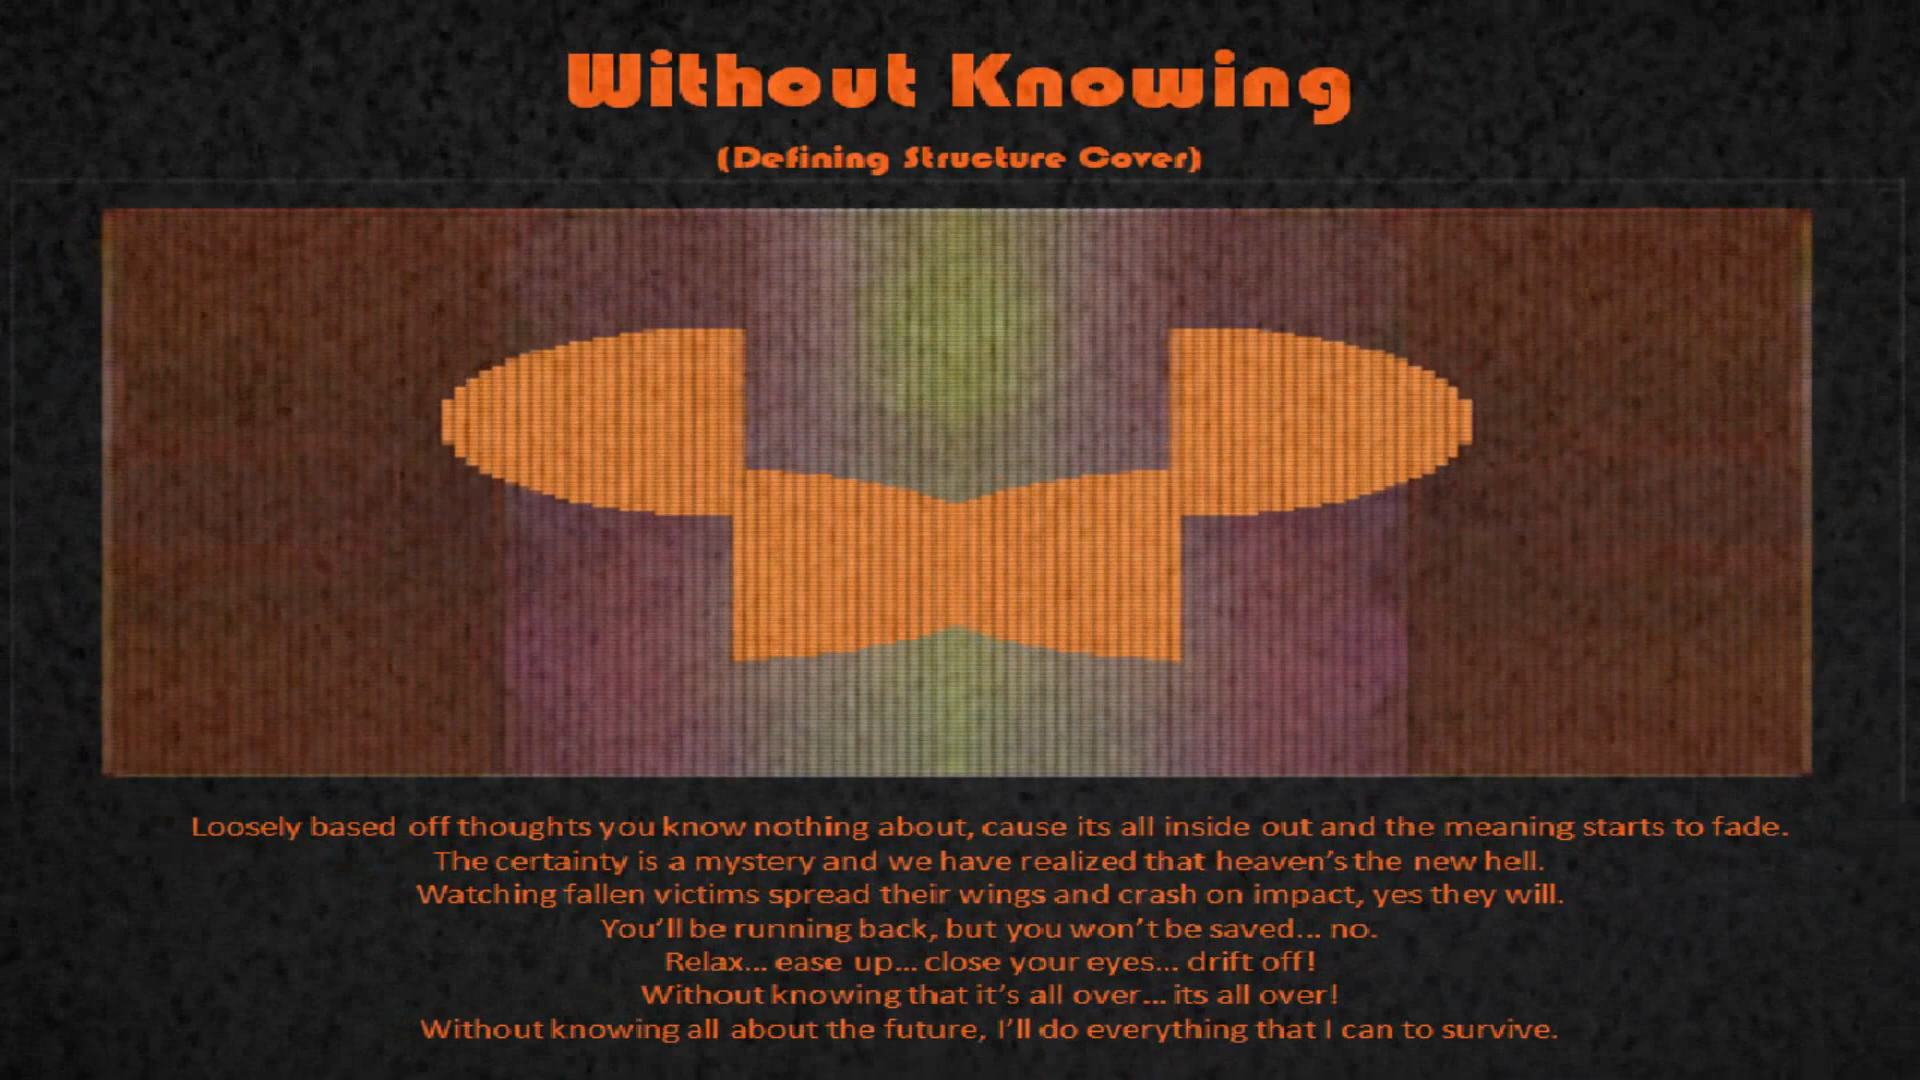 Without Knowing
(Defining Structure Cover)
Loosely based off thoughts you know nothing about, cause its all inside out and the meaning starts to fade.
The certainty is a mystery and we have realized that heaven's the new hell.
Watching fallen victims spread their wings and crash on impact, yes they will.
You'll be running back, but you won't be saved... no.
Relax... ease up... close your eyes... drift off!
Without knowing that it's all over... its all over!
Without knowing all about the future, I'll do everything that I can to survive.